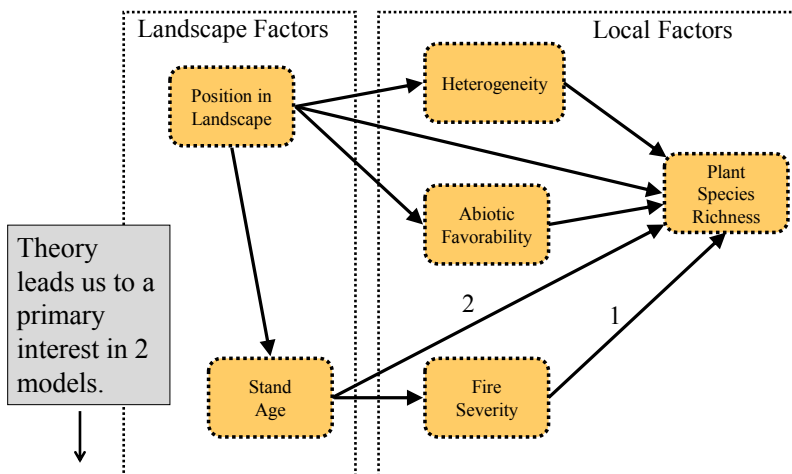 Landscape Factors
Local Factors
Position in
Landscape
Heterogeneity
Plant
Species
Richness
Abiotic
Favorability
Theory
leads us to a
primary
interest in 2
models.
2
1
Stand
Age
Fire
Severity